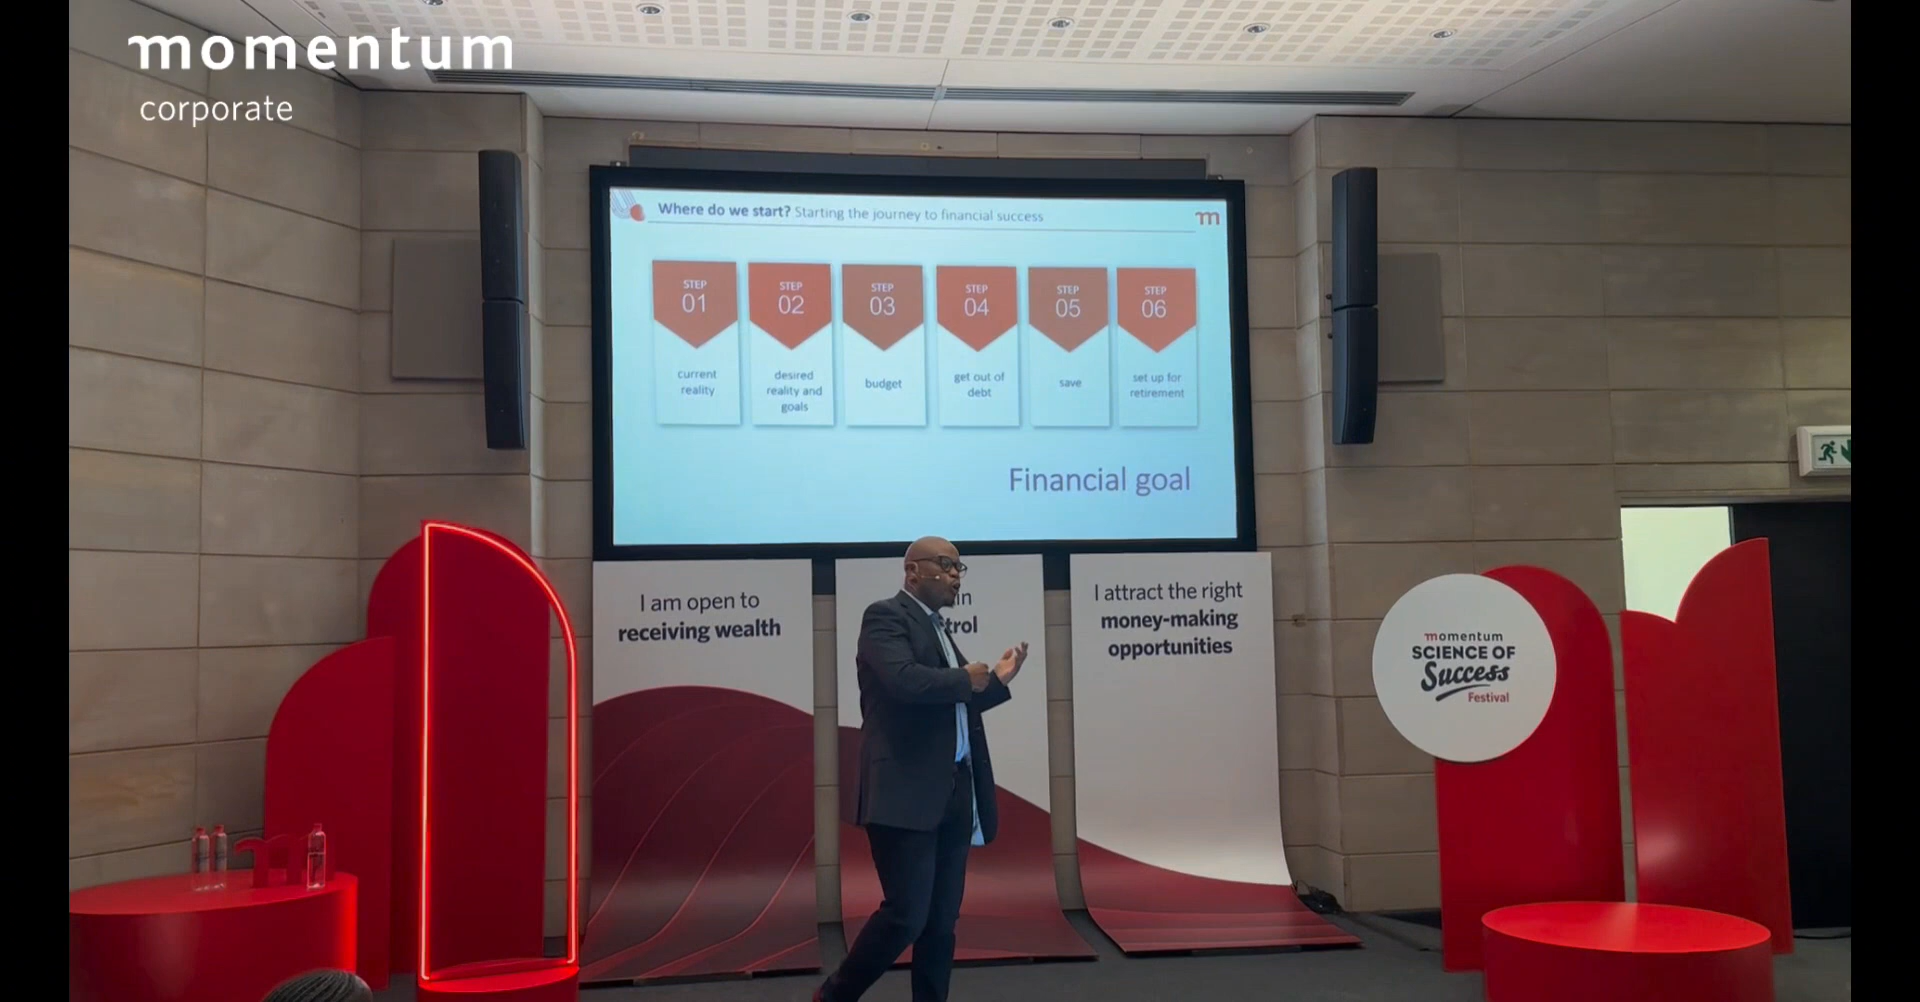 momentum
corporate
Where do we start? Starting the journey to financial success
m
STEP
01
current
reality
STEP
02
desired
reality and
goals
STEP
03
budget
STEP
04
get out of
debt
STEP
05
save
STEP
06
set up for
retirement
Financial goal
I am open to
receiving wealth
in
trol
I attract the right
money-making
opportunities
momentum
SCIENCE OF
Success
Festival
m